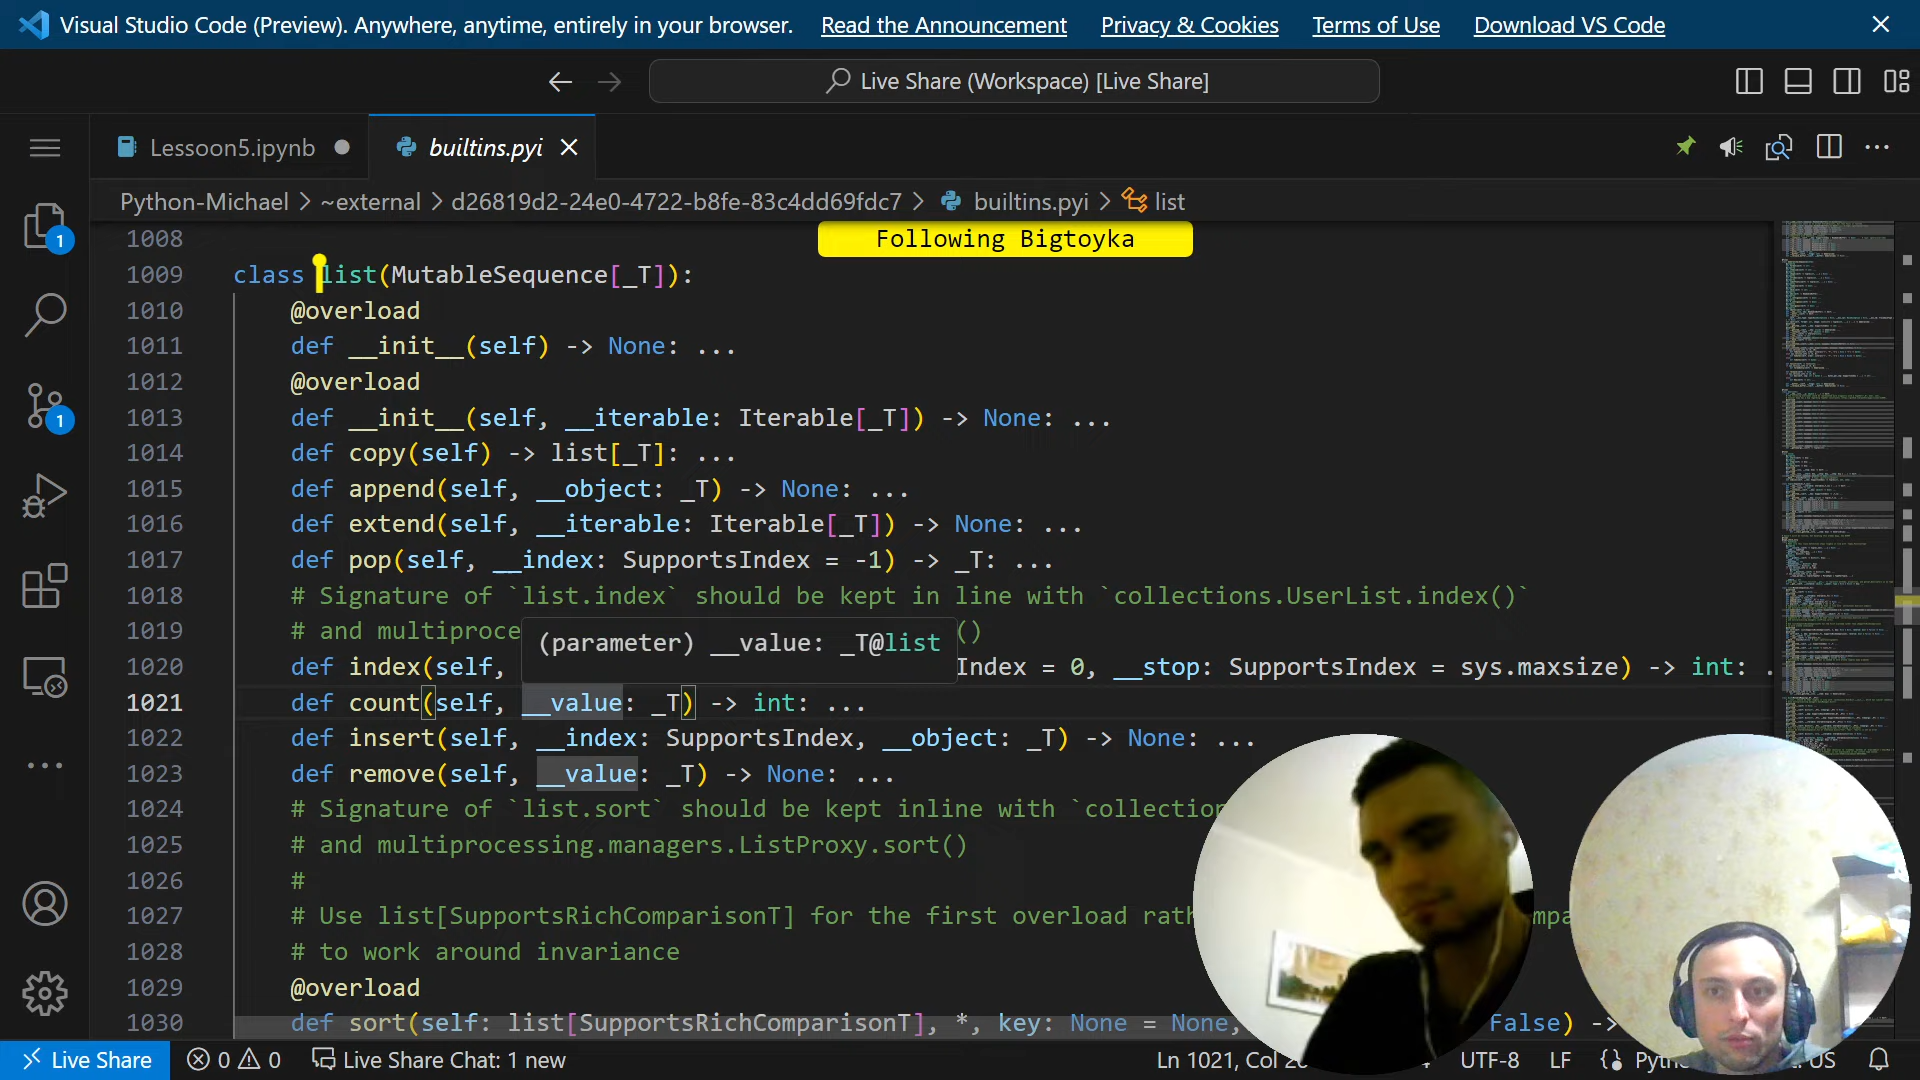 Visual Studio Code (Preview). Anywhere, anytime, entirely in your browser. Read the Announcement Privacy & Cookies Terms of Use Download VS Code
Live Share (Workspace) [Live Share]
Lessoon5.ipynb builtins.pyi
Python-Michael > ~external > d26819d2-24e0-4722-b8fe-83c4dd69fdc7 > builtins.pyi > list
Following Bigtoyka
1008
1009 class list(MutableSequence[_T]):
1010 @overload
1011 def __init__(self) -> None: ...
1012 @overload
1013 def __init__(self, __iterable: Iterable[_T]) -> None: ...
1014 def copy(self) -> list[_T]: ...
1015 def append(self, __object: _T) -> None: ...
1016 def extend(self, __iterable: Iterable[_T]) -> None: ...
1017 def pop(self, __index: SupportsIndex = -1) -> _T: ...
1018 # Signature of `list.index` should be kept in line with `collections.UserList.index()`
1019 # and multiproce ()
(parameter) __value: _T@list
1020 def index(self, Index = 0, __stop: SupportsIndex = sys.maxsize) -> int: .
1021 def count(self, __value: _T) -> int: ...
1022 def insert(self, __index: SupportsIndex, __object: _T) -> None: ...
1023 def remove(self, __value: _T) -> None: ...
1024 # Signature of `list.sort` should be kept inline with `collection
1025 # and multiprocessing.managers.ListProxy.sort()
1026 #
1027 # Use list[SupportsRichComparisonT] for the first overload rat
1028 # to work around invariance
1029 @overload
1030 def sort(self: list[SupportsRichComparisonT], *, key: None = None, False) ->
1
1
Live Share 0 0 Live Share Chat: 1 new Ln 1021, Col UTF-8 LF US